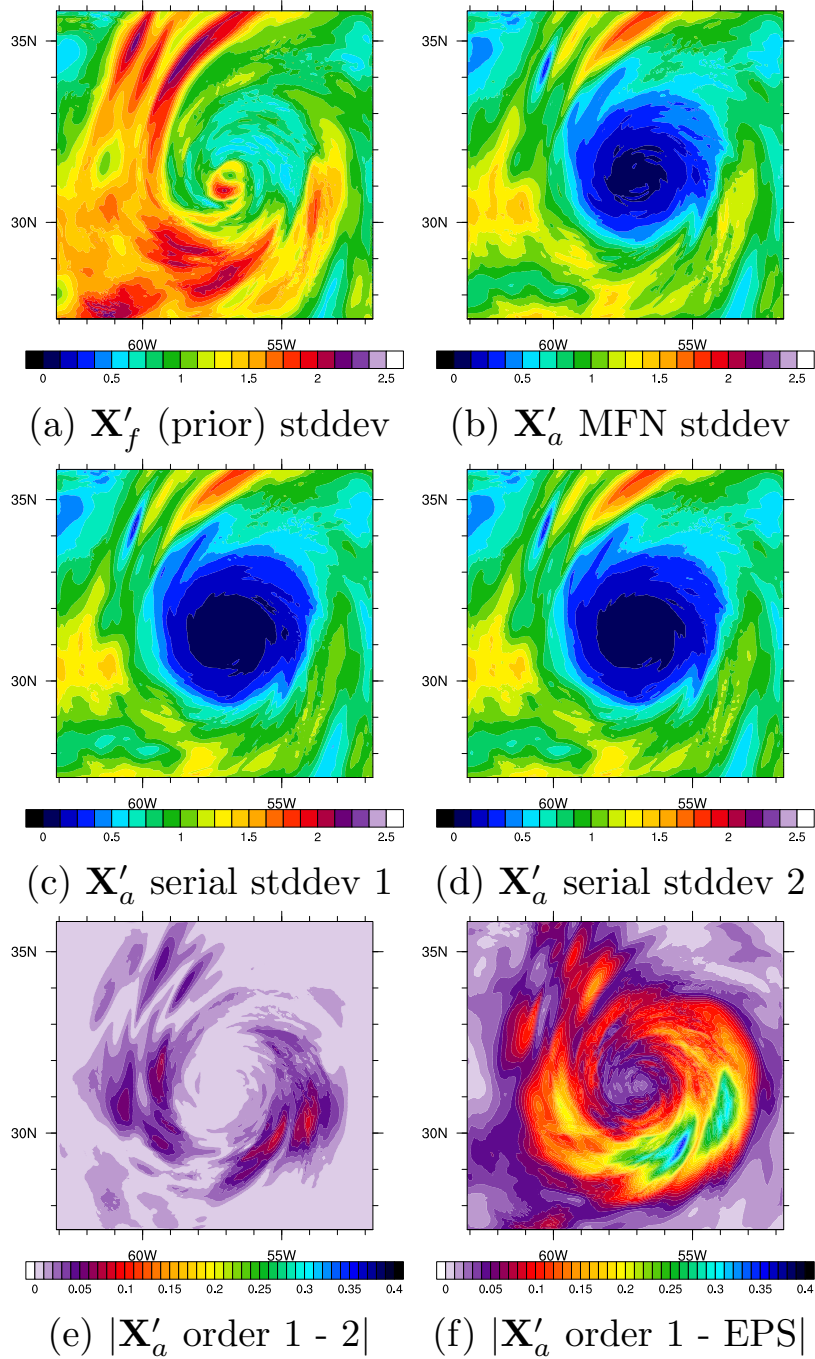 35N
30N
60W 55W
0 0.5 1 1.5 2 2.5
(a) X′f (prior) stddev
35N
30N
60W 55W
0 0.5 1 1.5 2 2.5
(b) X′a MFN stddev
35N
30N
60W 55W
0 0.5 1 1.5 2 2.5
(c) X′a serial stddev 1
35N
30N
60W 55W
0 0.5 1 1.5 2 2.5
(d) X′a serial stddev 2
35N
30N
60W 55W
0 0.05 0.1 0.15 0.2 0.25 0.3 0.35 0.4
(e) |X′a order 1 - 2|
35N
30N
60W 55W
0 0.05 0.1 0.15 0.2 0.25 0.3 0.35 0.4
(f) |X′a order 1 - EPS|